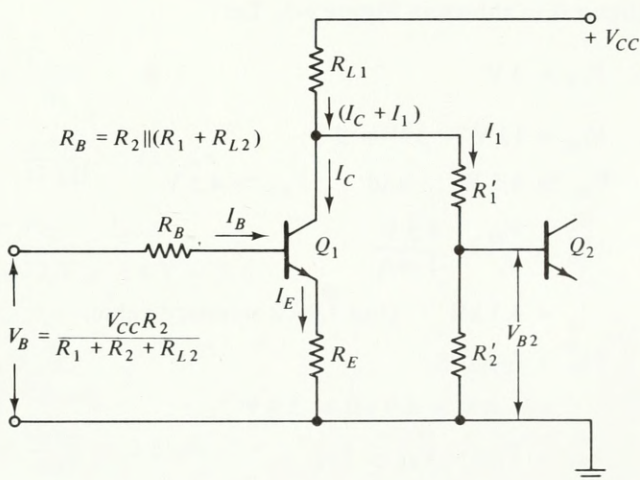 + V_CC
R_L1
(I_C + I_1)
R_B = R_2||(R_1 + R_L2)
I_1
I_C
R'_1
R_B
I_B
Q_1
Q_2
I_E
V_B = V_CC R_2 / R_1 + R_2 + R_L2
R_E
R'_2
V_B2